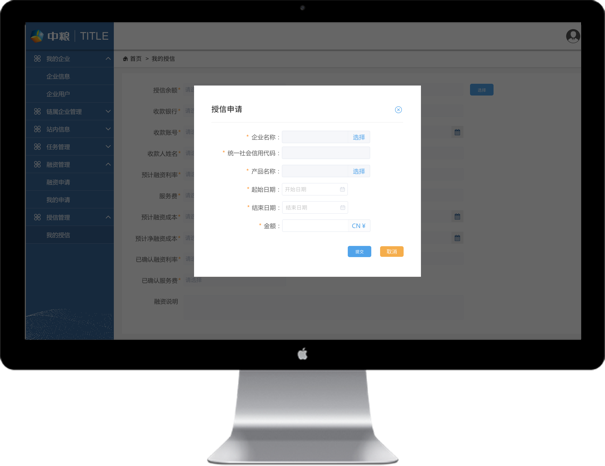 中粮 TITLE
首页 > 我的授信
我的企业
企业信息
企业用户
链属企业管理
站内信息
任务管理
融资管理
融资申请
我的申请
授信管理
我的授信
授信余额*
收款银行*
收款账号*
收款人姓名*
预计融资利率*
服务费*
预计融资成本*
预计净融资成本*
已确认融资利率*
已确认服务费*
融资说明
授信申请
* 企业名称： 选择
* 统一社会信用代码：
* 产品名称： 选择
* 起始日期： 开始日期
* 结束日期： 结束日期
* 金额： CN ¥
取消